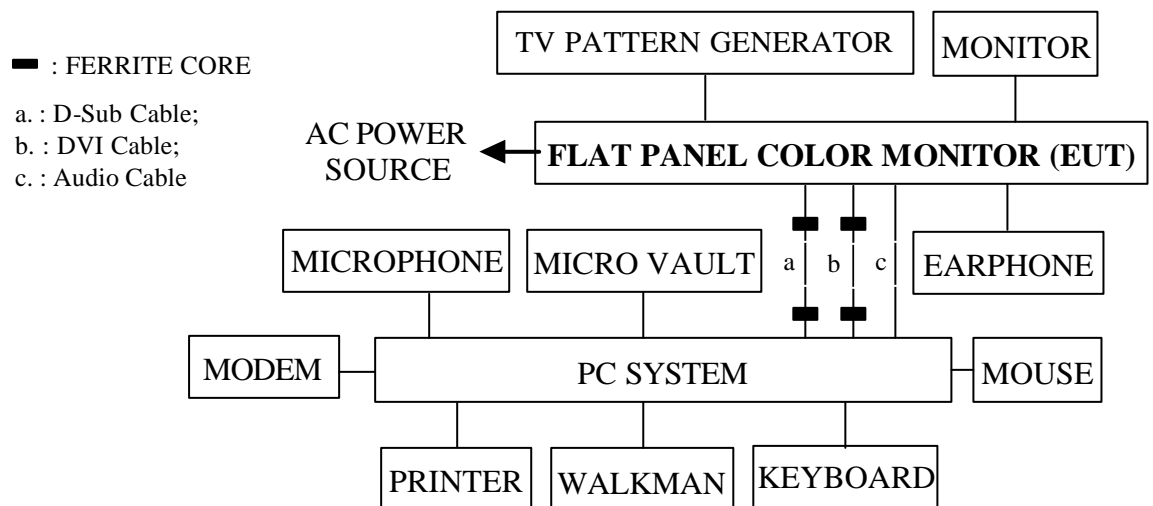 TV PATTERN GENERATOR
MONITOR
: FERRITE CORE
a. : D-Sub Cable;
b. : DVI Cable;
c. : Audio Cable
AC POWER
SOURCE
FLAT PANEL COLOR MONITOR (EUT)
MICROPHONE
MICRO VAULT
a
b
c
EARPHONE
MODEM
PC SYSTEM
MOUSE
PRINTER
WALKMAN
KEYBOARD